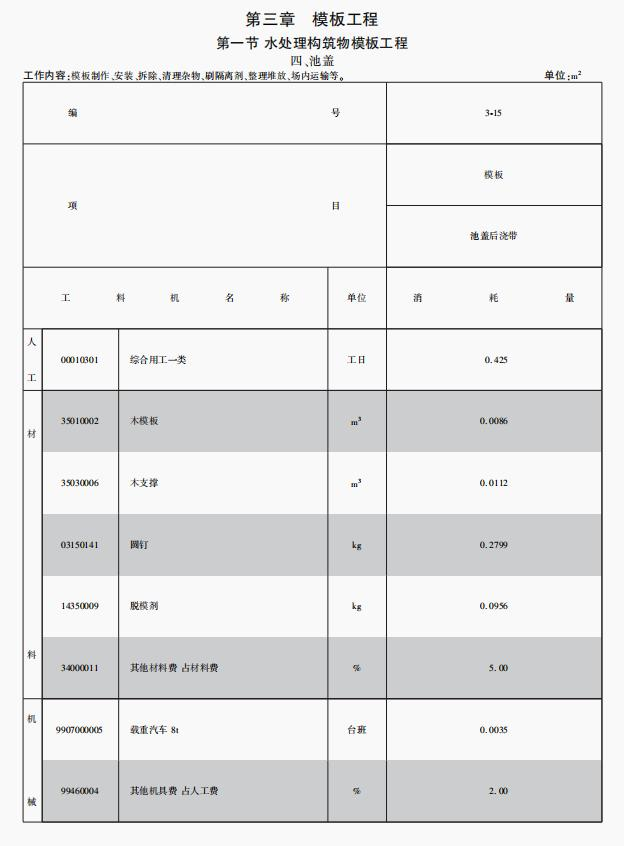 第三章 模板工程
第一节 水处理构筑物模板工程
四、池盖
工作内容:模板制作、安装、拆除、清理杂物、刷隔离剂、整理堆放、场内运输等。 单位:m²
编 号 3-15
项 目 模板
池盖后浇带
工 料 机 名 称 单位 消 耗 量
人工 00010301 综合用工一类 工日 0.425
材料 35010002 木模板 m³ 0.0086
35030006 木支撑 m³ 0.0112
03150141 圆钉 kg 0.2799
14350009 脱模剂 kg 0.0956
34000011 其他材料费 占材料费 % 5.00
机械 9907000005 载重汽车 8t 台班 0.0035
99460004 其他机具费 占人工费 % 2.00